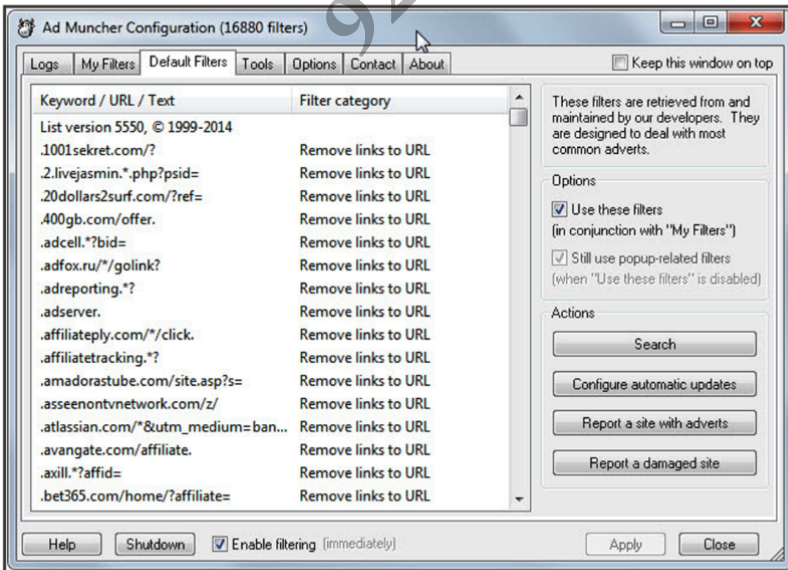 Ad Muncher Configuration (16880 filters)
Logs My Filters Default Filters Tools Options Contact About Keep this window on top
Keyword / URL / Text Filter category
List version 5550, © 1999-2014
.1001sekret.com/? Remove links to URL
.2.livejasmin.*.php?psid= Remove links to URL
.20dollars2surf.com/?ref= Remove links to URL
.400gb.com/offer. Remove links to URL
.adcell.*?bid= Remove links to URL
.adfox.ru/*/golink? Remove links to URL
.adreporting.*? Remove links to URL
.adserver. Remove links to URL
.affiliateply.com/*/click. Remove links to URL
.affiliatetracking.*? Remove links to URL
.amadorastube.com/site.asp?s= Remove links to URL
.asseenontvnetwork.com/z/ Remove links to URL
.atlassian.com/*&utm_medium=ban... Remove links to URL
.avangate.com/affiliate. Remove links to URL
.axill.*?affid= Remove links to URL
.bet365.com/home/?affiliate= Remove links to URL
These filters are retrieved from and
maintained by our developers. They
are designed to deal with most
common adverts.
Options
Use these filters
(in conjunction with "My Filters")
Still use popup-related filters
(when "Use these filters" is disabled)
Actions
Search
Configure automatic updates
Report a site with adverts
Report a damaged site
Help Shutdown Enable filtering (immediately) Apply Close